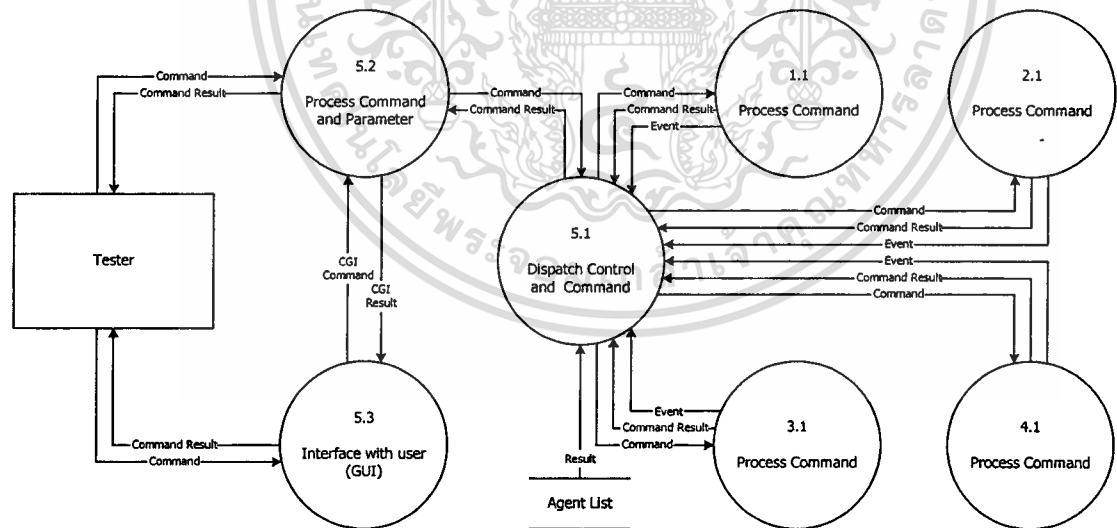 5.2
Process Command
and Parameter
Command
Command Result
Command
Command Result
Command
Command Result
Event
1.1
Process Command
2.1
Process Command
Tester
CGI
Command
CGI
Result
5.1
Dispatch Control
and Command
Command
Command Result
Event
Event
Command Result
Command
5.3
Interface with user
(GUI)
Command Result
Command
Event
Command Result
Command
3.1
Process Command
4.1
Process Command
Result
Agent List